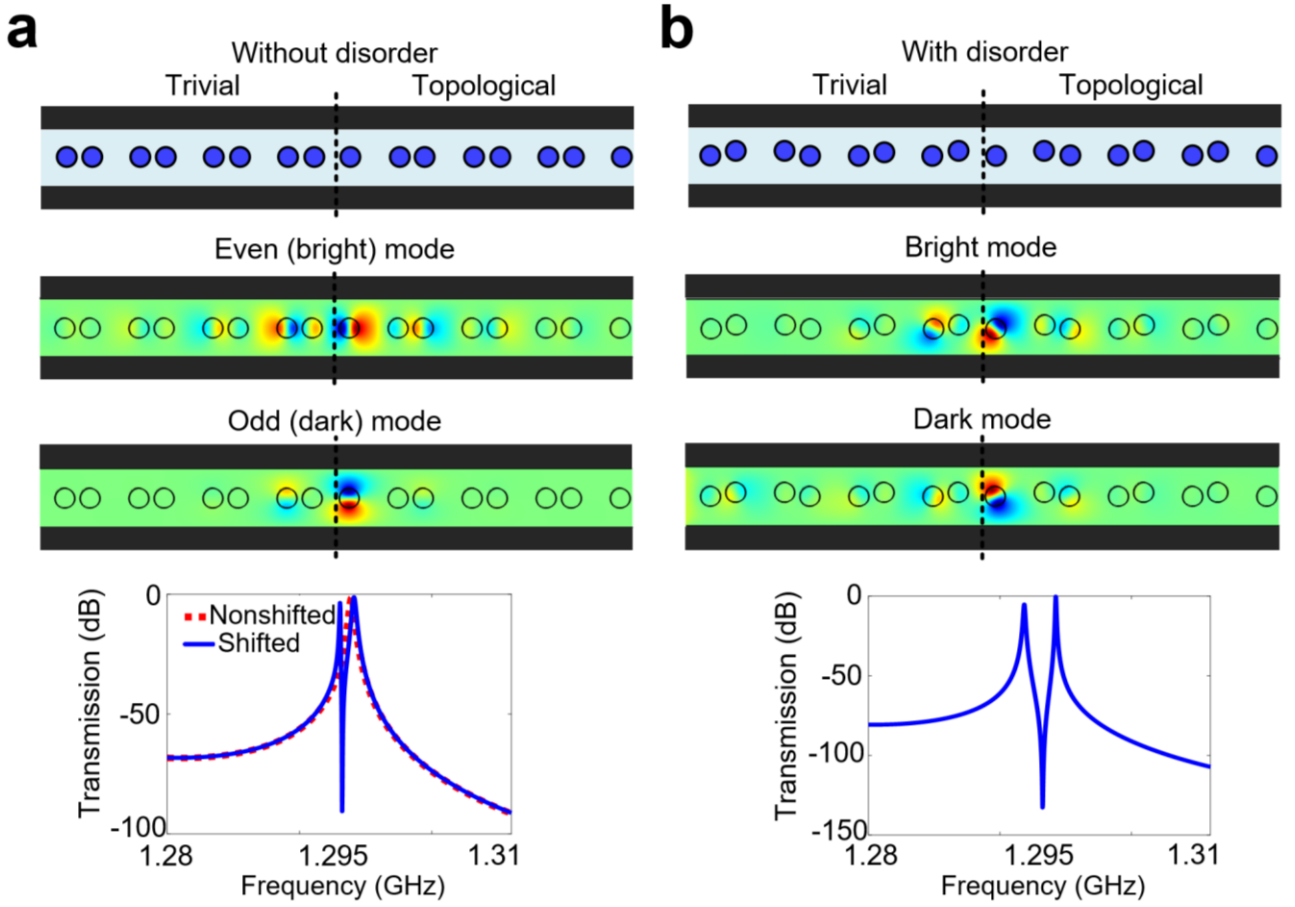 a
Without disorder
Trivial Topological
Even (bright) mode
Odd (dark) mode
0
-50
-100
Transmission (dB)
Nonshifted
Shifted
1.28 1.295 1.31
Frequency (GHz)
b
With disorder
Trivial Topological
Bright mode
Dark mode
0
-50
-100
-150
Transmission (dB)
1.28 1.295 1.31
Frequency (GHz)